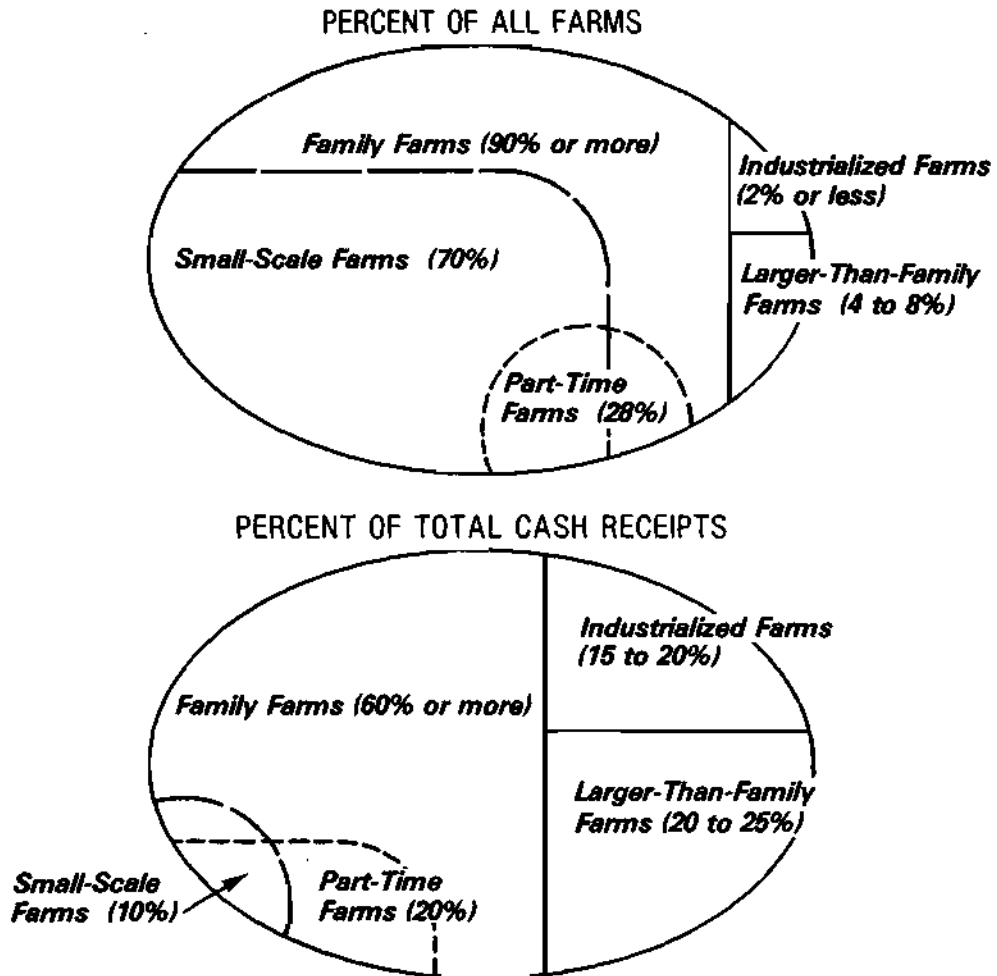 PERCENT OF ALL FARMS
Family Farms (90% or more)
Industrialized Farms
(2% or less)
Small-Scale Farms (70%)
Larger-Than-Family
Farms (4 to 8%)
Part-Time
Farms (28%)
PERCENT OF TOTAL CASH RECEIPTS
Industrialized Farms
(15 to 20%)
Family Farms (60% or more)
Larger-Than-Family
Farms (20 to 25%)
Small-Scale
Farms (10%)
Part-Time
Farms (20%)